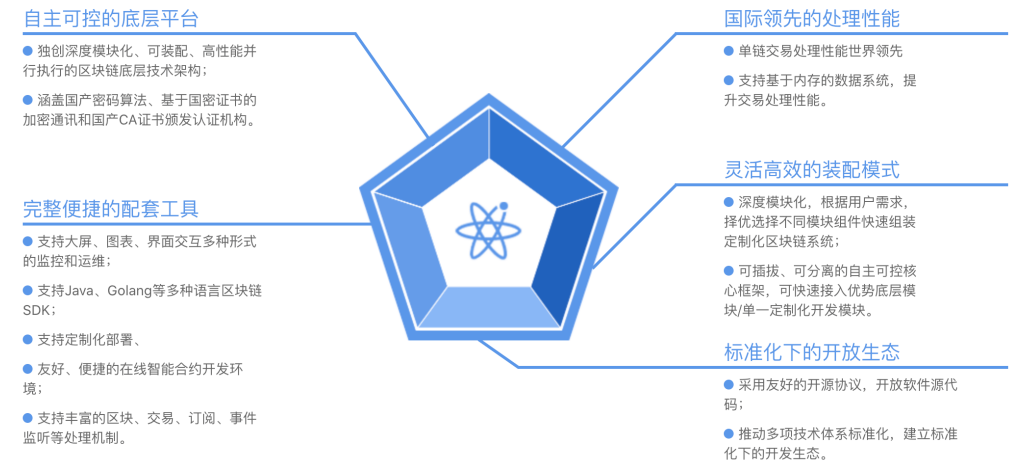 自主可控的底层平台
独创深度模块化、可装配、高性能并
行执行的区块链底层技术架构；
涵盖国产密码算法、基于国密证书的
加密通讯和国产CA证书颁发认证机构。
完整便捷的配套工具
支持大屏、图表、界面交互多种形式
的监控和运维；
支持Java、Golang等多种语言区块链
SDK；
支持定制化部署、
友好、便捷的在线智能合约开发环
境；
支持丰富的区块、交易、订阅、事件
监听等处理机制。
国际领先的处理性能
单链交易处理性能世界领先
支持基于内存的数据系统，提
升交易处理性能。
灵活高效的装配模式
深度模块化，根据用户需求，
择优选择不同模块组件快速组装
定制化区块链系统；
可插拔、可分离的自主可控核
心框架，可快速接入优势底层模
块/单一定制化开发模块。
标准化下的开放生态
采用友好的开源协议，开放软件源代
码；
推动多项技术体系标准化，建立标准
化下的开发生态。